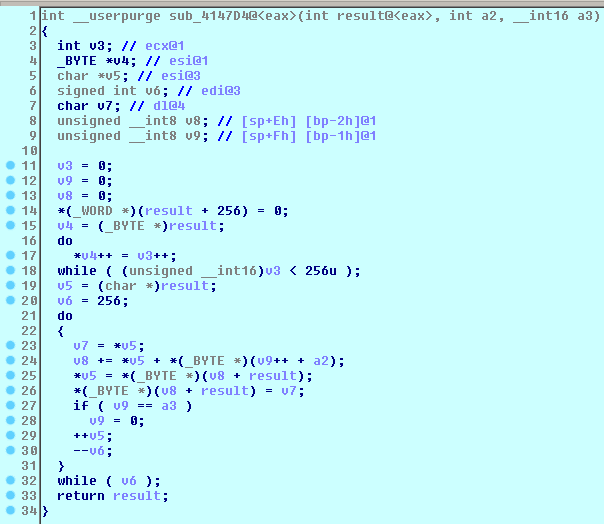 1 int __userpurge sub_4147D4@<eax>(int result@<eax>, int a2, __int16 a3)
2 {
3 int v3; // ecx@1
4 _BYTE *v4; // esi@1
5 char *v5; // esi@3
6 signed int v6; // edi@3
7 char v7; // dl@4
8 unsigned __int8 v8; // [sp+Eh] [bp-2h]@1
9 unsigned __int8 v9; // [sp+Fh] [bp-1h]@1
10
11 v3 = 0;
12 v9 = 0;
13 v8 = 0;
14 *(_WORD *)(result + 256) = 0;
15 v4 = (_BYTE *)result;
16 do
17 *v4++ = v3++;
18 while ( (unsigned __int16)v3 < 256u );
19 v5 = (char *)result;
20 v6 = 256;
21 do
22 {
23 v7 = *v5;
24 v8 += *v5 + *(_BYTE *)(v9++ + a2);
25 *v5 = *(_BYTE *)(v8 + result);
26 *(_BYTE *)(v8 + result) = v7;
27 if ( v9 == a3 )
28 v9 = 0;
29 ++v5;
30 --v6;
31 }
32 while ( v6 );
33 return result;
34 }